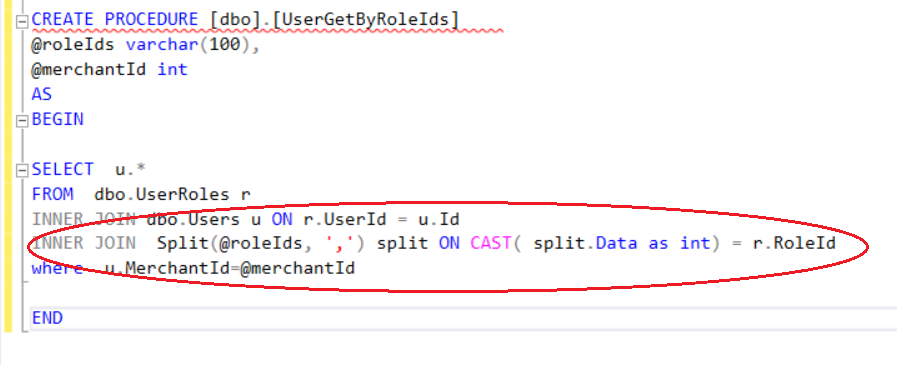 CREATE PROCEDURE [dbo].[UserGetByRoleIds]
@roleIds varchar(100),
@merchantId int
AS
BEGIN
SELECT  u.*
FROM  dbo.UserRoles r
INNER JOIN dbo.Users u ON r.UserId = u.Id
INNER JOIN  Split(@roleIds, ',') split ON CAST( split.Data as int) = r.RoleId
where  u.MerchantId=@merchantId
END